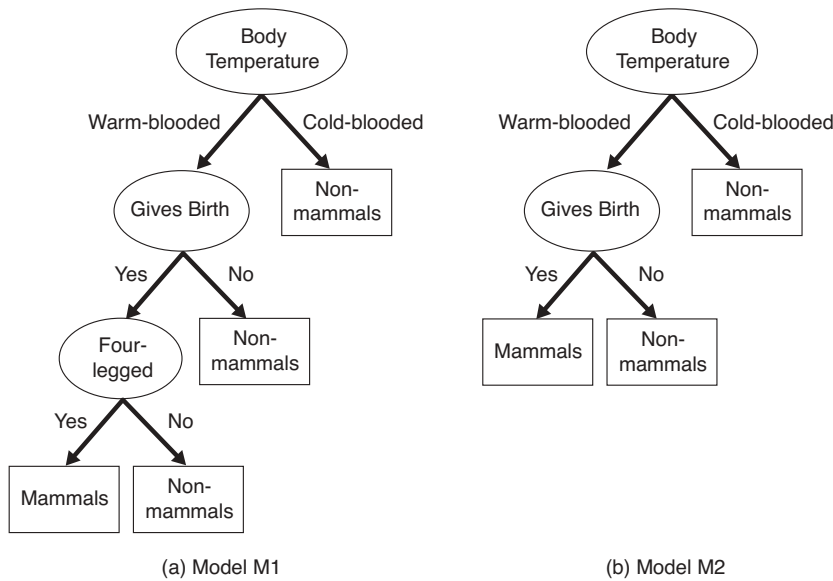 Body
Temperature
Warm-blooded
Cold-blooded
Gives Birth
Non-
mammals
Yes
No
Four-
legged
Non-
mammals
Yes
No
Mammals
Non-
mammals
(a) Model M1
Body
Temperature
Warm-blooded
Cold-blooded
Gives Birth
Non-
mammals
Yes
No
Mammals
Non-
mammals
(b) Model M2